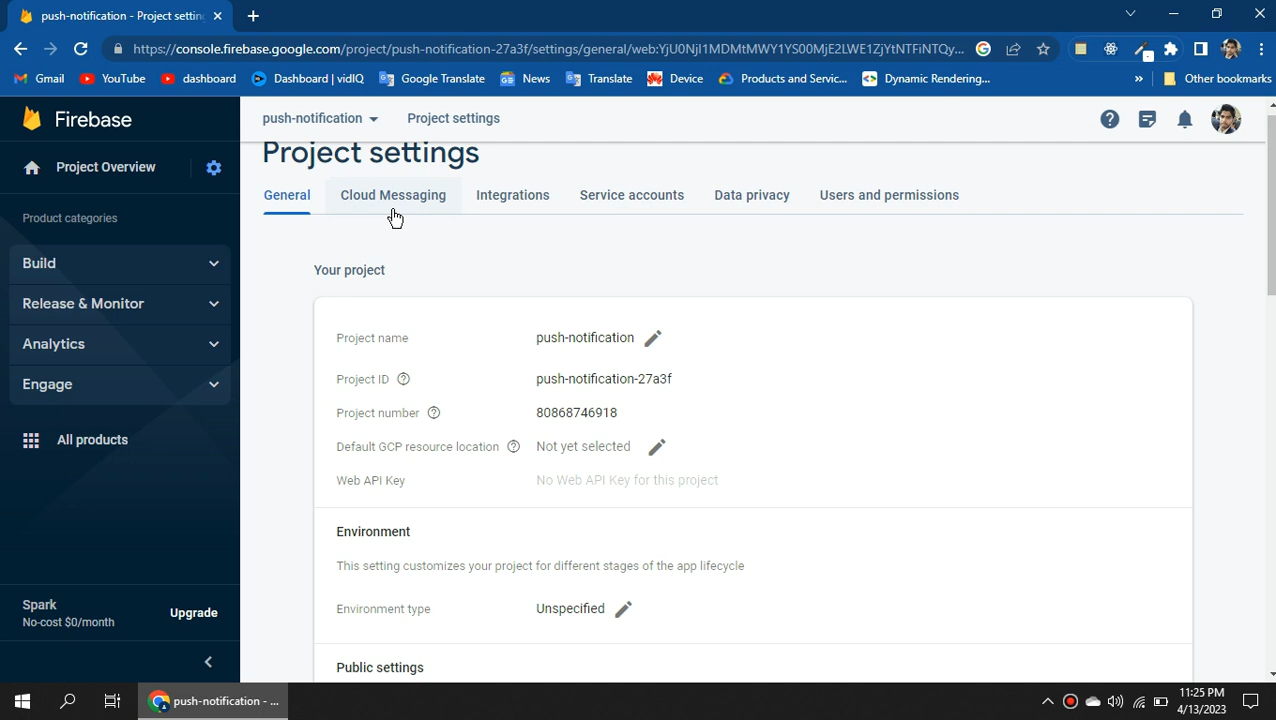 push-notification - Project settin
https://console.firebase.google.com/project/push-notification-27a3f/settings/general/web:YjU0NjI1MDMtMWY1YS00MjE2LWE1ZjYtNTFiNTQy...
Gmail YouTube dashboard Dashboard | vidIQ Google Translate News Translate Device Products and Servic... Dynamic Rendering... » Other bookmarks
Firebase
push-notification Project settings
Project Overview
Project settings
General Cloud Messaging Integrations Service accounts Data privacy Users and permissions
Product categories
Build
Release & Monitor
Analytics
Engage
All products
Your project
Project name push-notification
Project ID push-notification-27a3f
Project number 80868746918
Default GCP resource location Not yet selected
Web API Key No Web API Key for this project
Environment
This setting customizes your project for different stages of the app lifecycle
Environment type Unspecified
Public settings
Spark
No-cost $0/month
Upgrade
push-notification - ...
11:25 PM
4/13/2023